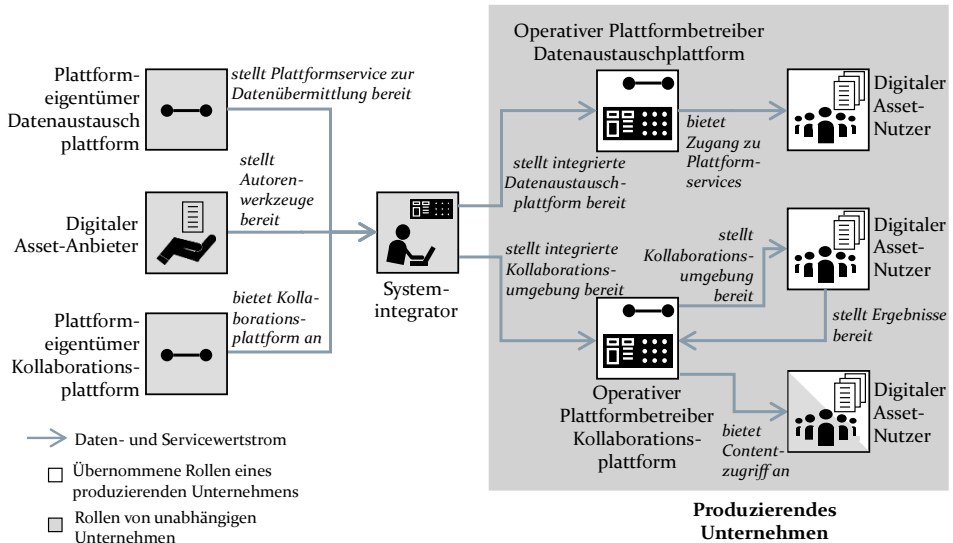 Plattform-
eigentümer
Datenaustausch
plattform
stellt Plattformservice zur
Datenübermittlung bereit
Digitaler
Asset-Anbieter
stellt
Autoren-
werkzeuge
bereit
Plattform-
eigentümer
Kollaborations-
plattform
bietet Kolla-
borations-
plattform an
System-
integrator
stellt integrierte
Datenaustausch-
plattform bereit
stellt integrierte
Kollaborations-
umgebung bereit
Operativer Plattformbetreiber
Datenaustauschplattform
bietet
Zugang zu
Plattform-
services
Digitaler
Asset-
Nutzer
stellt
Kollaborations-
umgebung
bereit
Digitaler
Asset-
Nutzer
stellt Ergebnisse
bereit
Operativer
Plattformbetreiber
Kollaborations-
plattform
bietet
Content-
zugriff an
Digitaler
Asset-
Nutzer
Produzierendes
Unternehmen
Daten- und Servicewertstrom
Übernommene Rollen eines
produzierenden Unternehmens
Rollen von unabhängigen
Unternehmen